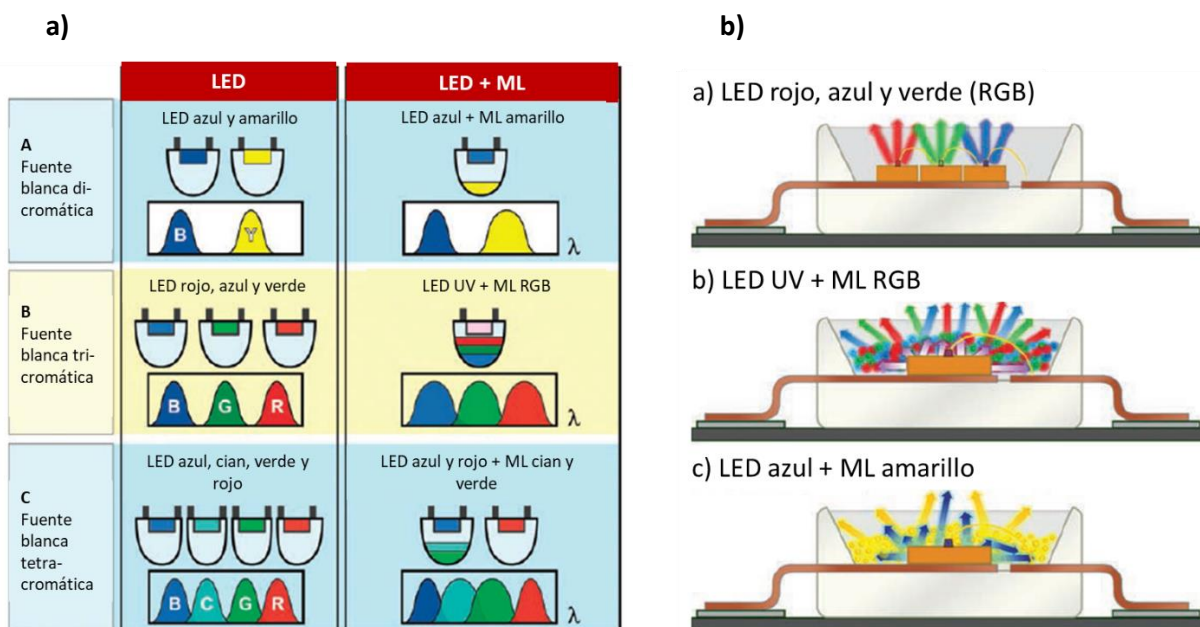 a)
LED
LED + ML
A
Fuente
blanca di-
cromática
LED azul y amarillo
B
Y
LED azul + ML amarillo
λ
B
Fuente
blanca tri-
cromática
LED rojo, azul y verde
B
G
R
LED UV + ML RGB
λ
C
Fuente
blanca
tetra-
cromática
LED azul, cian, verde y
rojo
B
C
G
R
LED azul y rojo + ML cian y
verde
λ
b)
a) LED rojo, azul y verde (RGB)
b) LED UV + ML RGB
c) LED azul + ML amarillo